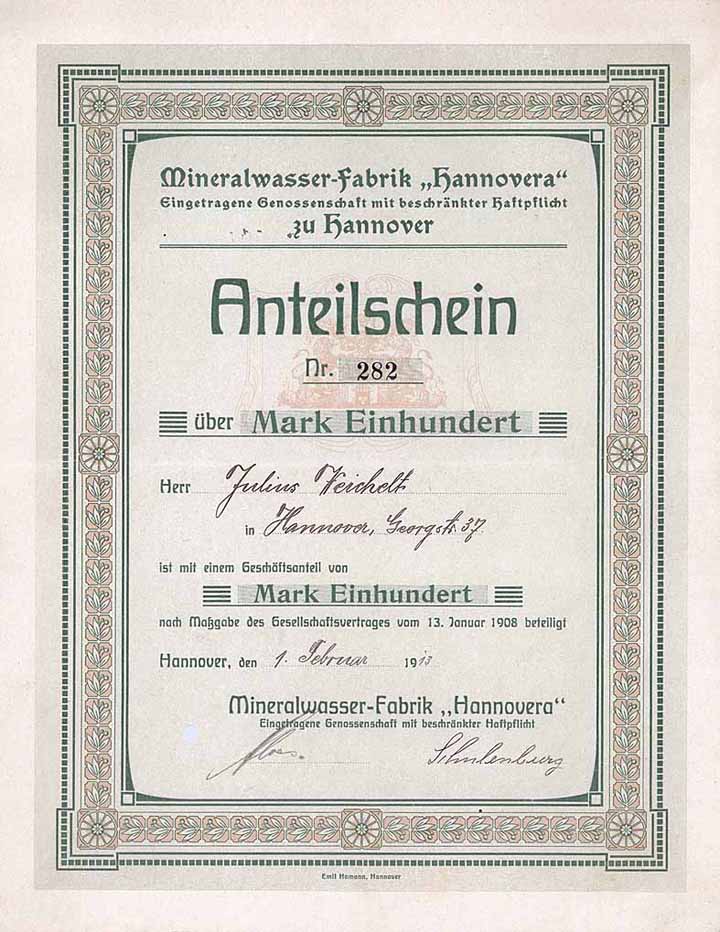 Mineralwasser-Fabrik „Hannovera“
Eingetragene Genossenschaft mit beschränkter Haftpflicht
zu Hannover
Anteilschein
Nr. 282
über Mark Einhundert
Herr Julius Weichelt
in Hannover, Georgstr. 37
ist mit einem Geschäftsanteil von
Mark Einhundert
nach Maßgabe des Gesellschaftsvertrages vom 13. Januar 1908 beteiligt
Hannover, den 1. Februar 1913
Mineralwasser-Fabrik „Hannovera“
Eingetragene Genossenschaft mit beschränkter Haftpflicht
Schulenburg
Emil Homann, Hannover